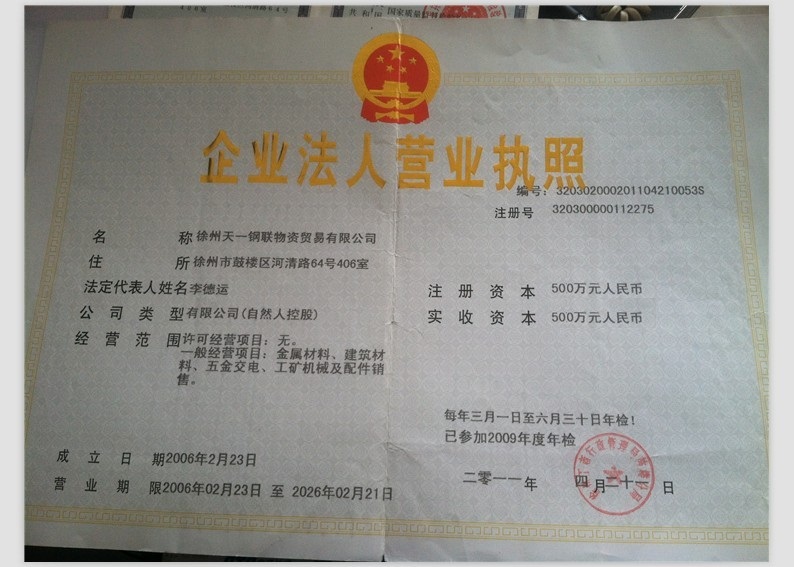 国家质量
企业法人营业执照
编号：320302000201104210053S
注册号 320300000112275
名称 徐州天一钢联物资贸易有限公司
住所 徐州市鼓楼区河清路64号406室
法定代表人姓名 李德运
注册资本 500万元人民币
公司类型 有限公司(自然人控股)
实收资本 500万元人民币
经营范围 许可经营项目：无。
一般经营项目：金属材料、建筑材
料、五金交电、工矿机械及配件销
售。
每年三月一日至六月三十日年检！
已参加2009年度年检
成立日期 2006年2月23日
二零一一年 四月二十一日
营业期限 2006年02月23日 至 2026年02月21日